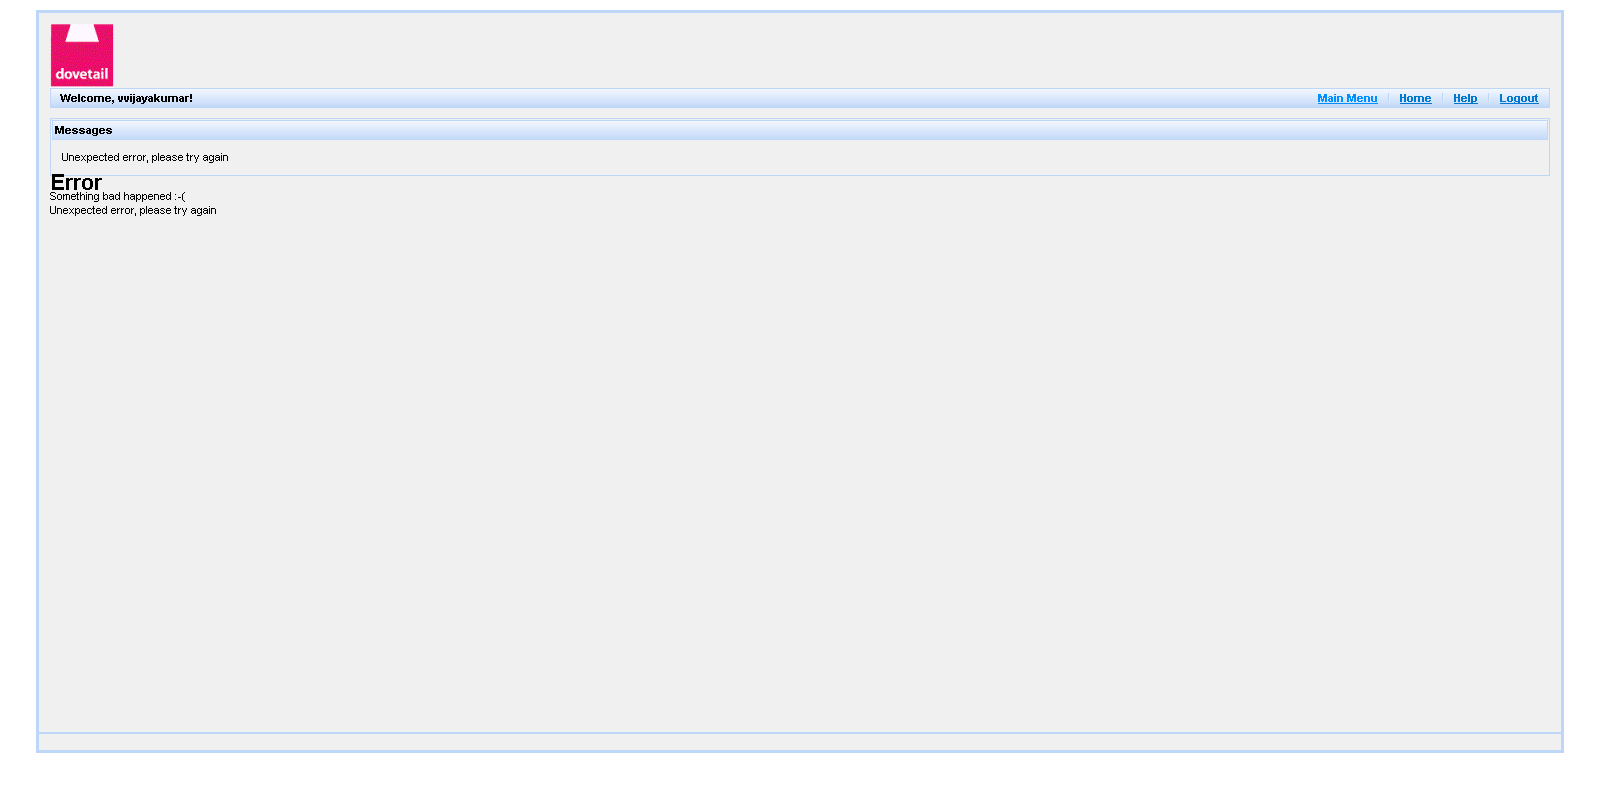 dovetail
Welcome, vvijayakumar!
Main Menu Home Help Logout
Messages
Unexpected error, please try again
Error
Something bad happened :-(
Unexpected error, please try again